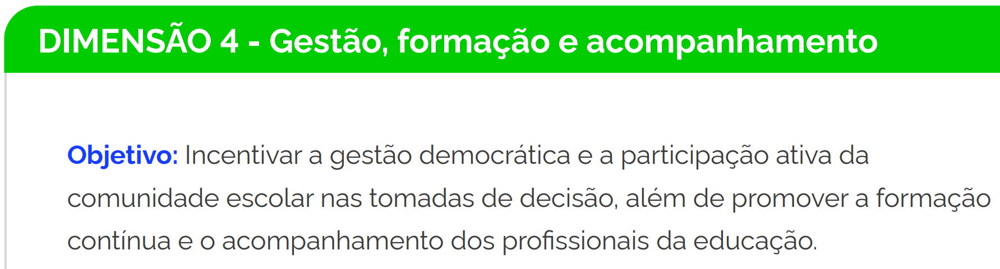 DIMENSÃO 4 - Gestão, formação e acompanhamento
Objetivo: Incentivar a gestão democrática e a participação ativa da
comunidade escolar nas tomadas de decisão, além de promover a formação
contínua e o acompanhamento dos profissionais da educação.